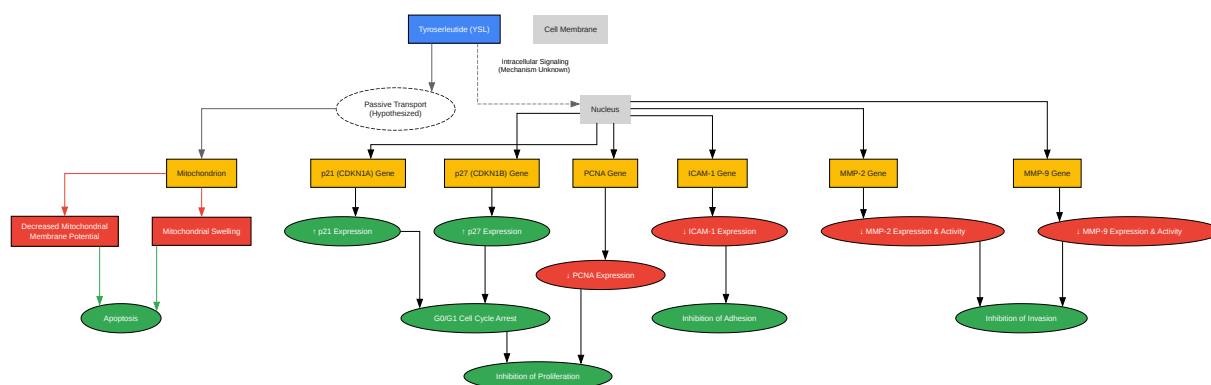 Tyroserleutide (YSL)
Cell Membrane
Intracellular Signaling
(Mechanism Unknown)
Passive Transport
(Hypothesized)
Nucleus
Mitochondrion
p21 (CDKN1A) Gene
p27 (CDKN1B) Gene
PCNA Gene
ICAM-1 Gene
MMP-2 Gene
MMP-9 Gene
Decreased Mitochondrial
Membrane Potential
Mitochondrial Swelling
↑ p21 Expression
↑ p27 Expression
↓ ICAM-1 Expression
↓ MMP-2 Expression & Activity
↓ MMP-9 Expression & Activity
↓ PCNA Expression
Apoptosis
G0/G1 Cell Cycle Arrest
Inhibition of Adhesion
Inhibition of Invasion
Inhibition of Proliferation